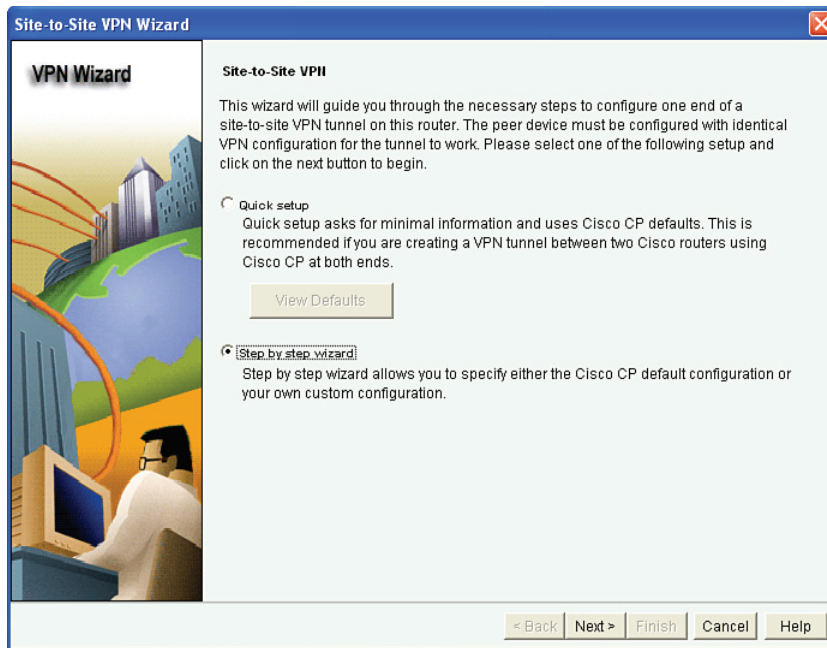 Site-to-Site VPN Wizard
VPN Wizard
Site-to-Site VPN
This wizard will guide you through the necessary steps to configure one end of a
site-to-site VPN tunnel on this router. The peer device must be configured with identical
VPN configuration for the tunnel to work. Please select one of the following setup and
click on the next button to begin.
Quick setup
Quick setup asks for minimal information and uses Cisco CP defaults. This is
recommended if you are creating a VPN tunnel between two Cisco routers using
Cisco CP at both ends.
View Defaults
Step by step wizard
Step by step wizard allows you to specify either the Cisco CP default configuration or
your own custom configuration.
< Back
Next >
Finish
Cancel
Help